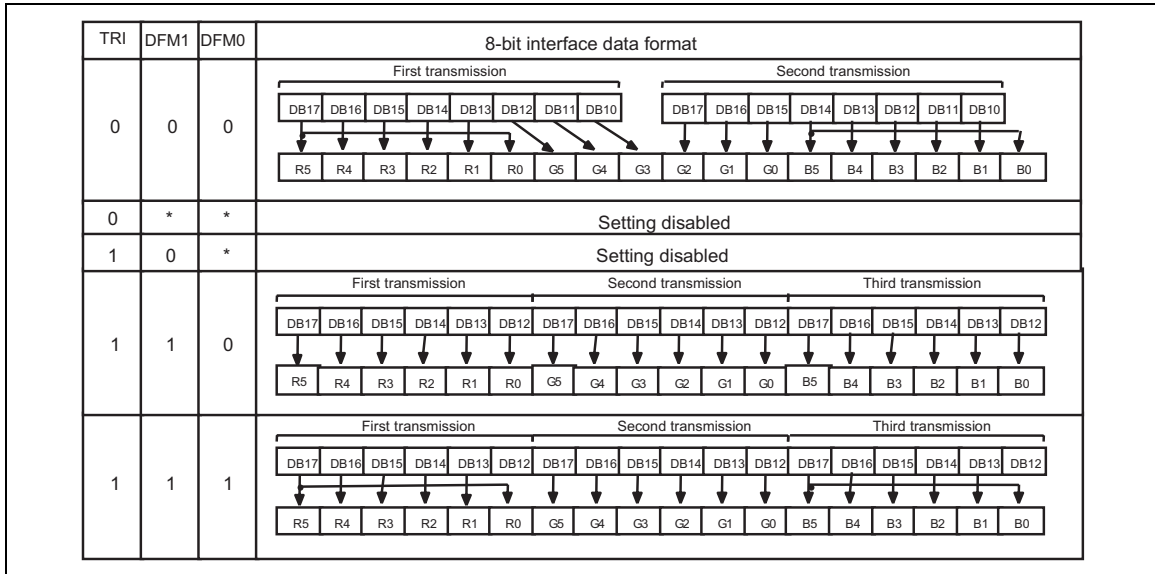 TRI DFM1 DFM0 8-bit interface data format
First transmission Second transmission
DB17 DB16 DB15 DB14 DB13 DB12 DB11 DB10 DB17 DB16 DB15 DB14 DB13 DB12 DB11 DB10
0 0 0
R5 R4 R3 R2 R1 R0 G5 G4 G3 G2 G1 G0 B5 B4 B3 B2 B1 B0
0 * * Setting disabled
1 0 * Setting disabled
First transmission Second transmission Third transmission
DB17 DB16 DB15 DB14 DB13 DB12 DB17 DB16 DB15 DB14 DB13 DB12 DB17 DB16 DB15 DB14 DB13 DB12
1 1 0
R5 R4 R3 R2 R1 R0 G5 G4 G3 G2 G1 G0 B5 B4 B3 B2 B1 B0
First transmission Second transmission Third transmission
DB17 DB16 DB15 DB14 DB13 DB12 DB17 DB16 DB15 DB14 DB13 DB12 DB17 DB16 DB15 DB14 DB13 DB12
1 1 1
R5 R4 R3 R2 R1 R0 G5 G4 G3 G2 G1 G0 B5 B4 B3 B2 B1 B0